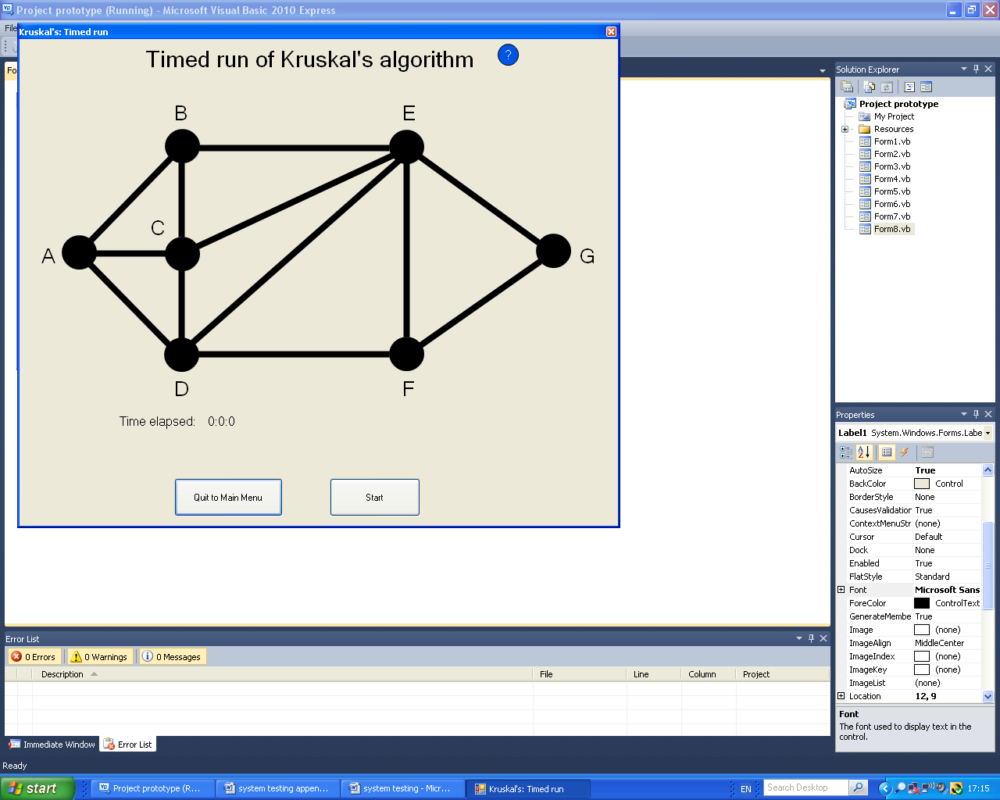 Project prototype (Running) - Microsoft Visual Basic 2010 Express
File
Kruskal's: Timed run
Timed run of Kruskal's algorithm
?
B
E
C
A
G
D
F
Time elapsed: 0:0:0
Quit to Main Menu
Start
Solution Explorer
Project prototype
My Project
Resources
Form1.vb
Form2.vb
Form3.vb
Form4.vb
Form5.vb
Form6.vb
Form7.vb
Form8.vb
Properties
Label1 System.Windows.Forms.Labe
AutoSize True
BackColor Control
BorderStyle None
CausesValidation True
ContextMenuStr (none)
Cursor Default
Dock None
Enabled True
FlatStyle Standard
Font Microsoft Sans
ForeColor ControlText
GenerateMembe True
Image (none)
ImageAlign MiddleCenter
ImageIndex (none)
ImageKey (none)
ImageList (none)
Location 12, 9
Font
The font used to display text in the
control.
Error List
0 Errors 0 Warnings 0 Messages
Description File Line Column Project
Immediate Window Error List
Ready
start Project prototype (R... system testing appen... system testing - Micr... Kruskal's: Timed run EN Search Desktop 17:15